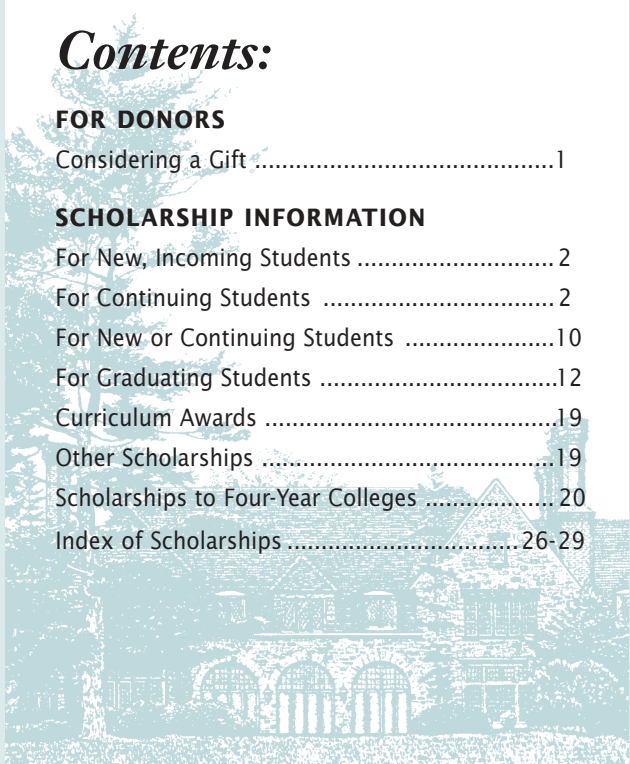 Contents:
FOR DONORS
Considering a Gift ............................................1
SCHOLARSHIP INFORMATION
For New, Incoming Students ............................. 2
For Continuing Students .................................. 2
For New or Continuing Students ......................10
For Graduating Students ...................................12
Curriculum Awards ...........................................19
Other Scholarships ...........................................19
Scholarships to Four-Year Colleges ................... 20
Index of Scholarships .................................. 26-29